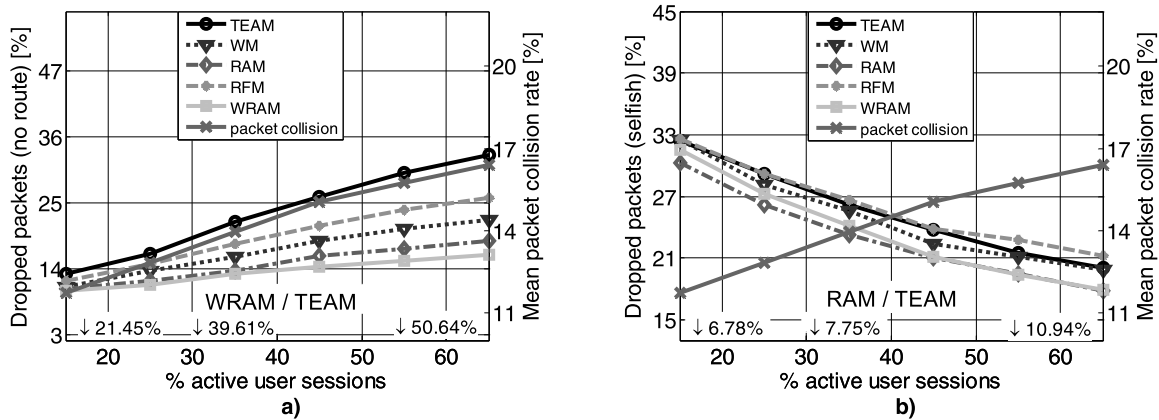 TEAM
WM
RAM
RFM
WRAM
packet collision
Dropped packets (no route) [%]
47
36
25
14
3
20
17
14
11
Mean packet collision rate [%]
WRAM / TEAM
↓ 21.45%
↓ 39.61%
↓ 50.64%
20
30
40
50
60
% active user sessions
a)
TEAM
WM
RAM
RFM
WRAM
packet collision
Dropped packets (selfish) [%]
45
39
33
27
21
15
20
17
14
11
Mean packet collision rate [%]
RAM / TEAM
↓ 6.78%
↓ 7.75%
↓ 10.94%
20
30
40
50
60
% active user sessions
b)